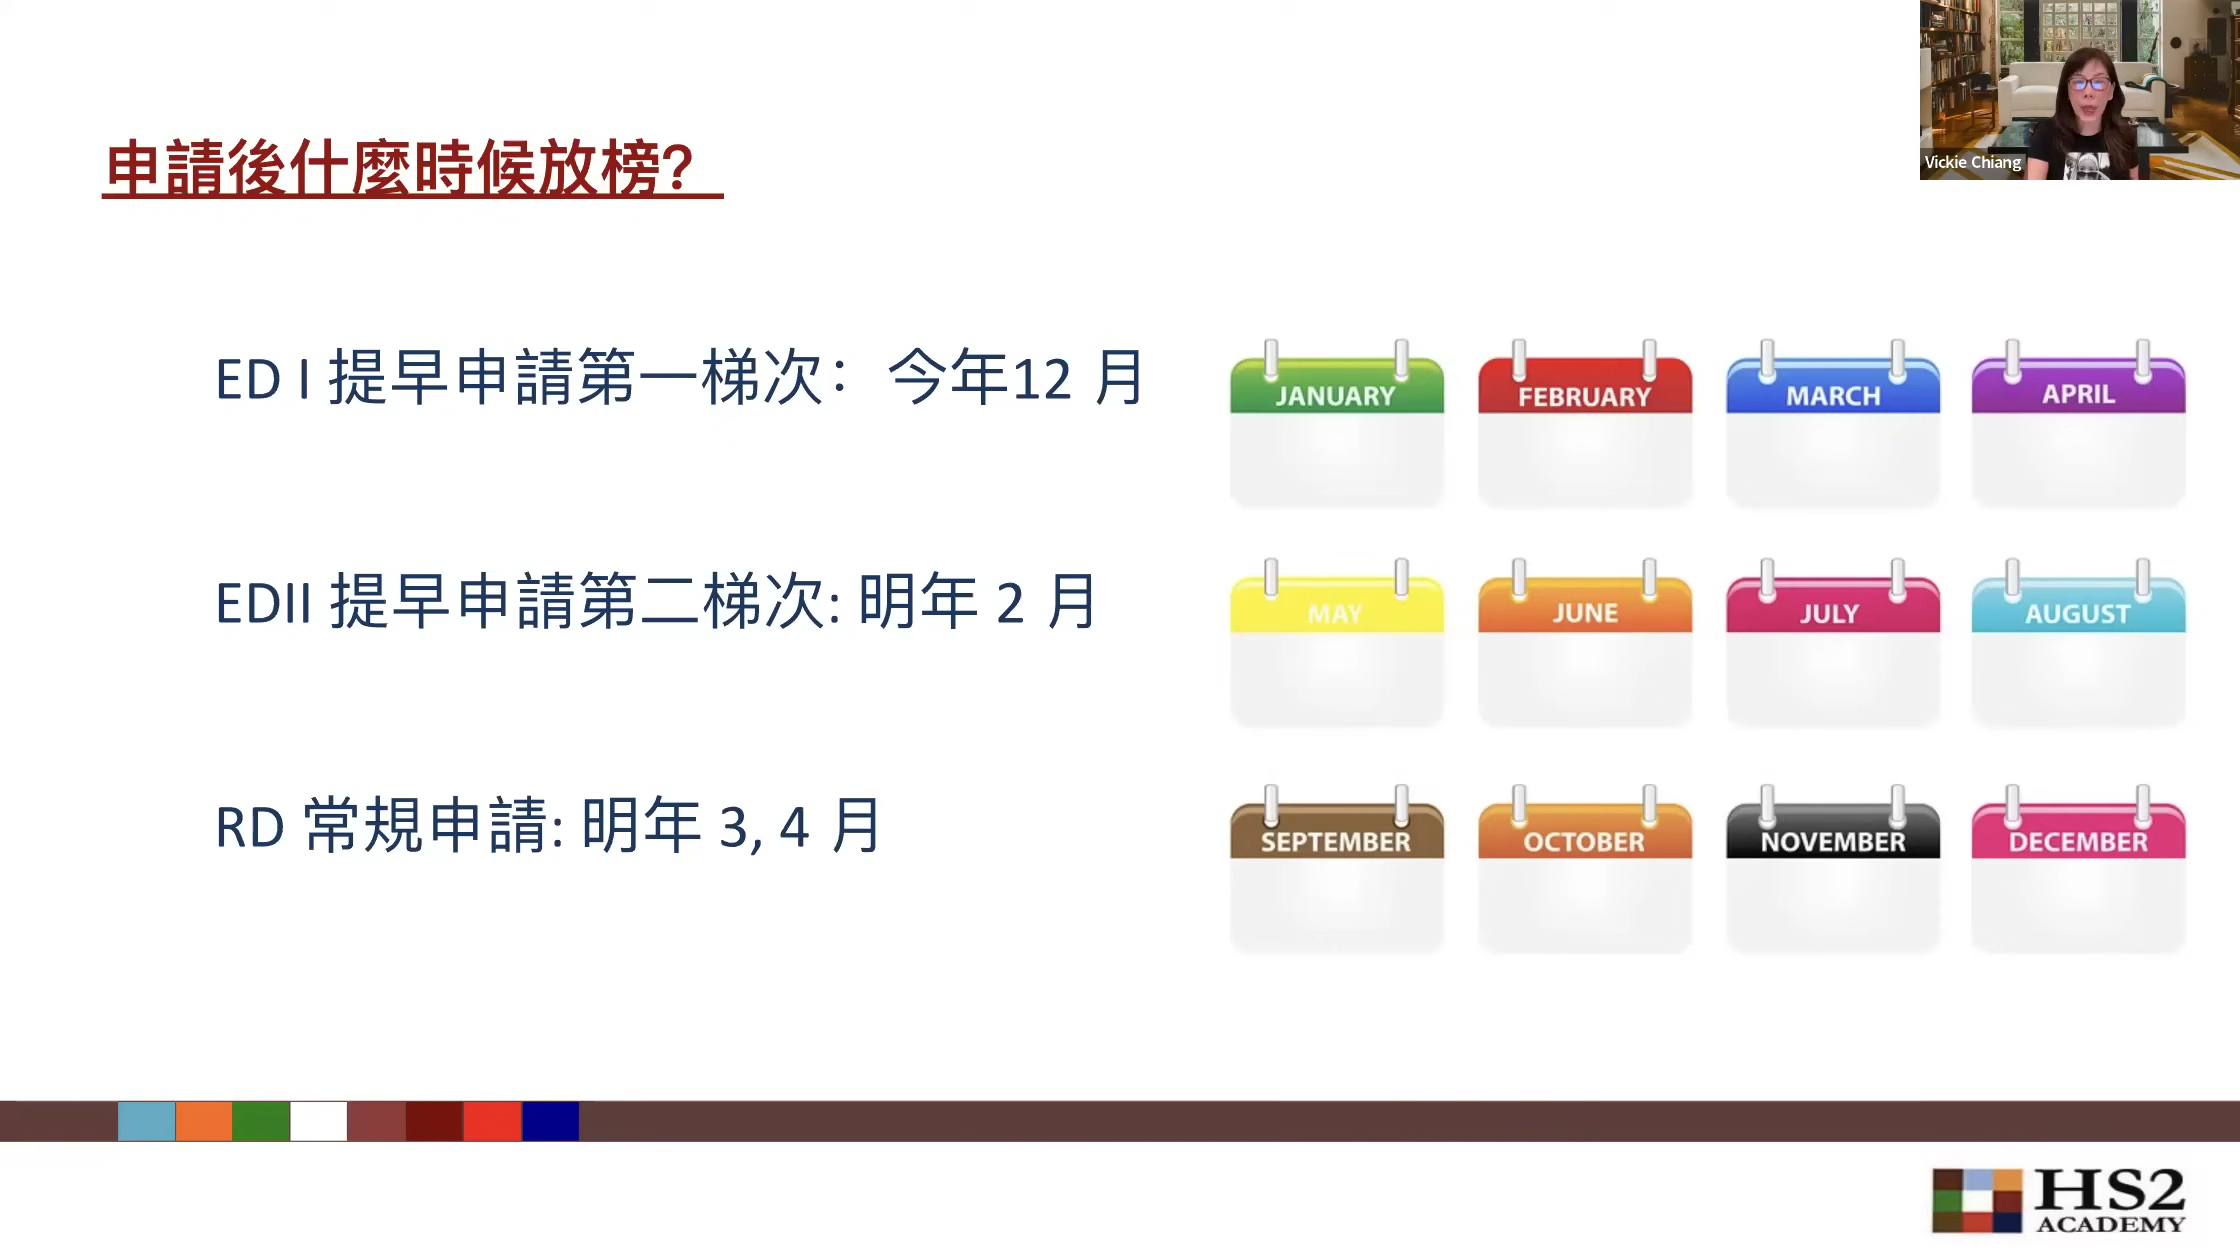 申請後什麼時候放榜?
Vickie Chiang
ED I 提早申請第一梯次: 今年12 月
EDII 提早申請第二梯次: 明年 2 月
RD 常規申請: 明年 3, 4 月
JANUARY
FEBRUARY
MARCH
APRIL
MAY
JUNE
JULY
AUGUST
SEPTEMBER
OCTOBER
NOVEMBER
DECEMBER
HS2
ACADEMY